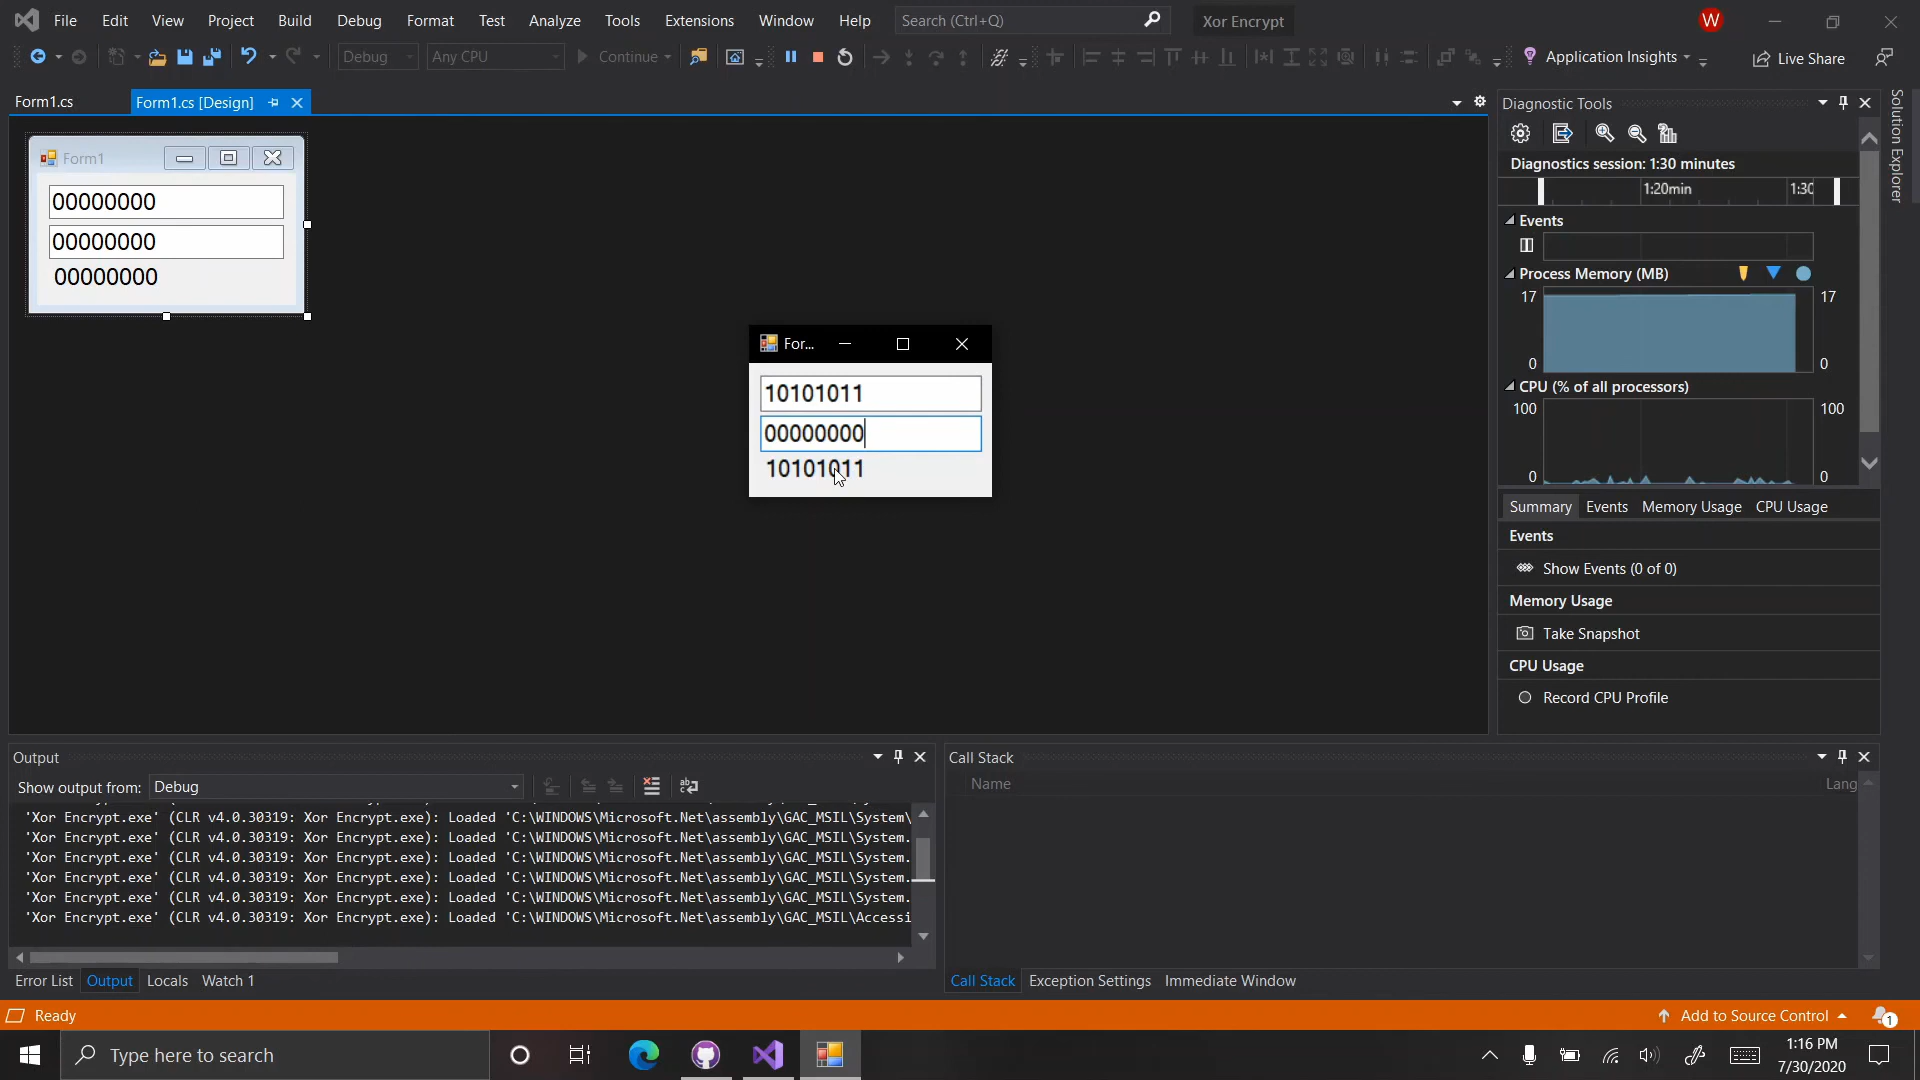 File Edit View Project Build Debug Format Test Analyze Tools Extensions Window Help Search (Ctrl+Q) Xor Encrypt W
Debug Any CPU Continue Application Insights Live Share
Form1.cs Form1.cs [Design]
Form1
00000000
00000000
00000000
For...
10101011
00000000
10101011
Diagnostic Tools
Diagnostics session: 1:30 minutes
1:20min 1:30
Events
Process Memory (MB)
17 17
0 0
CPU (% of all processors)
100 100
0 0
Summary Events Memory Usage CPU Usage
Events
Show Events (0 of 0)
Memory Usage
Take Snapshot
CPU Usage
Record CPU Profile
Solution Explorer
Output
Show output from: Debug
'Xor Encrypt.exe' (CLR v4.0.30319: Xor Encrypt.exe): Loaded 'C:\WINDOWS\Microsoft.Net\assembly\GAC_MSIL\System\
'Xor Encrypt.exe' (CLR v4.0.30319: Xor Encrypt.exe): Loaded 'C:\WINDOWS\Microsoft.Net\assembly\GAC_MSIL\System.
'Xor Encrypt.exe' (CLR v4.0.30319: Xor Encrypt.exe): Loaded 'C:\WINDOWS\Microsoft.Net\assembly\GAC_MSIL\System.
'Xor Encrypt.exe' (CLR v4.0.30319: Xor Encrypt.exe): Loaded 'C:\WINDOWS\Microsoft.Net\assembly\GAC_MSIL\System.
'Xor Encrypt.exe' (CLR v4.0.30319: Xor Encrypt.exe): Loaded 'C:\WINDOWS\Microsoft.Net\assembly\GAC_MSIL\System.
'Xor Encrypt.exe' (CLR v4.0.30319: Xor Encrypt.exe): Loaded 'C:\WINDOWS\Microsoft.Net\assembly\GAC_MSIL\Accessi
Error List Output Locals Watch 1
Call Stack
Name Lang
Call Stack Exception Settings Immediate Window
Ready Add to Source Control 1
Type here to search
1:16 PM
7/30/2020